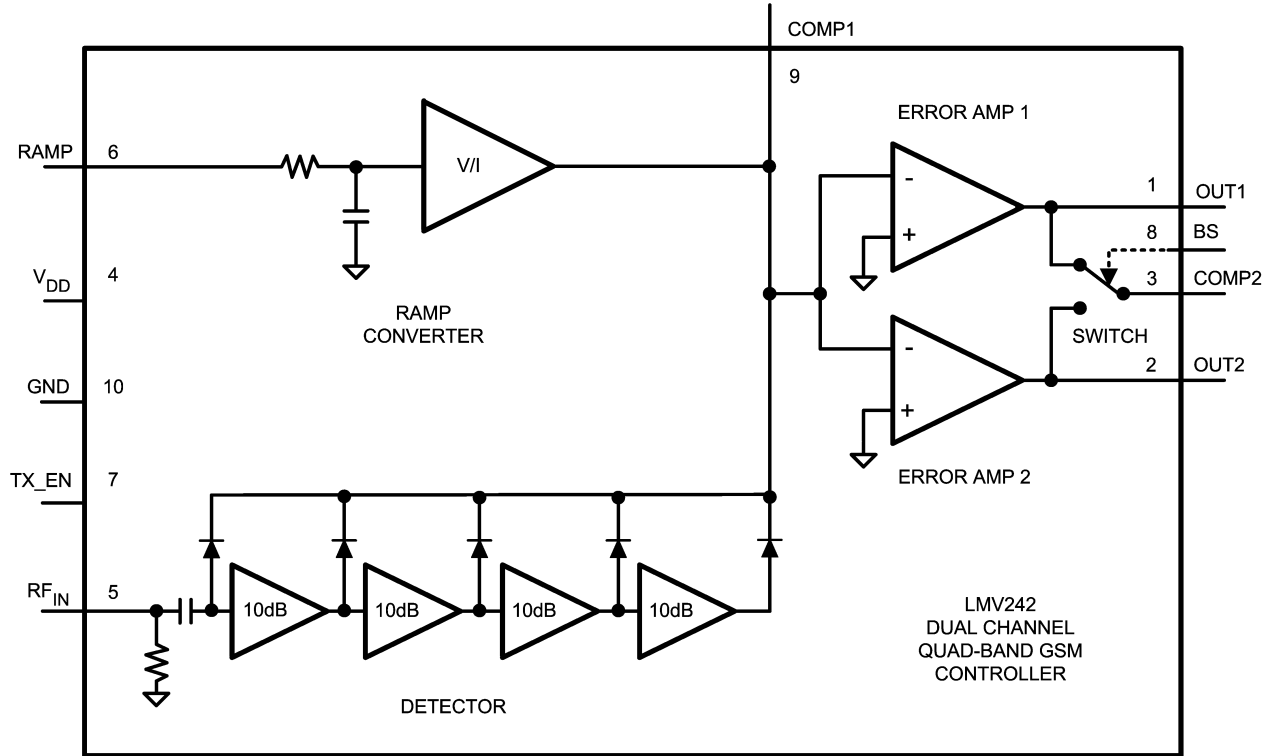 COMP1
9
ERROR AMP 1
RAMP 6
V/I
-
+
1 OUT1
8 BS
3 COMP2
SWITCH
2 OUT2
V_DD 4
RAMP
CONVERTER
GND 10
-
+
ERROR AMP 2
TX_EN 7
RF_IN 5
10dB 10dB 10dB 10dB
DETECTOR
LMV242
DUAL CHANNEL
QUAD-BAND GSM
CONTROLLER